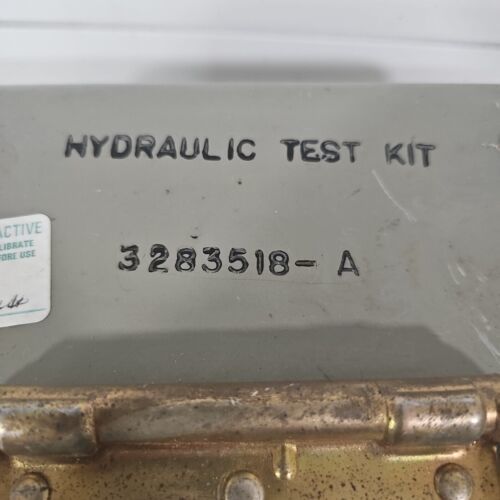 HYDRAULIC TEST KIT
ACTIVE
LIBRATE
FORE USE
3283518- A